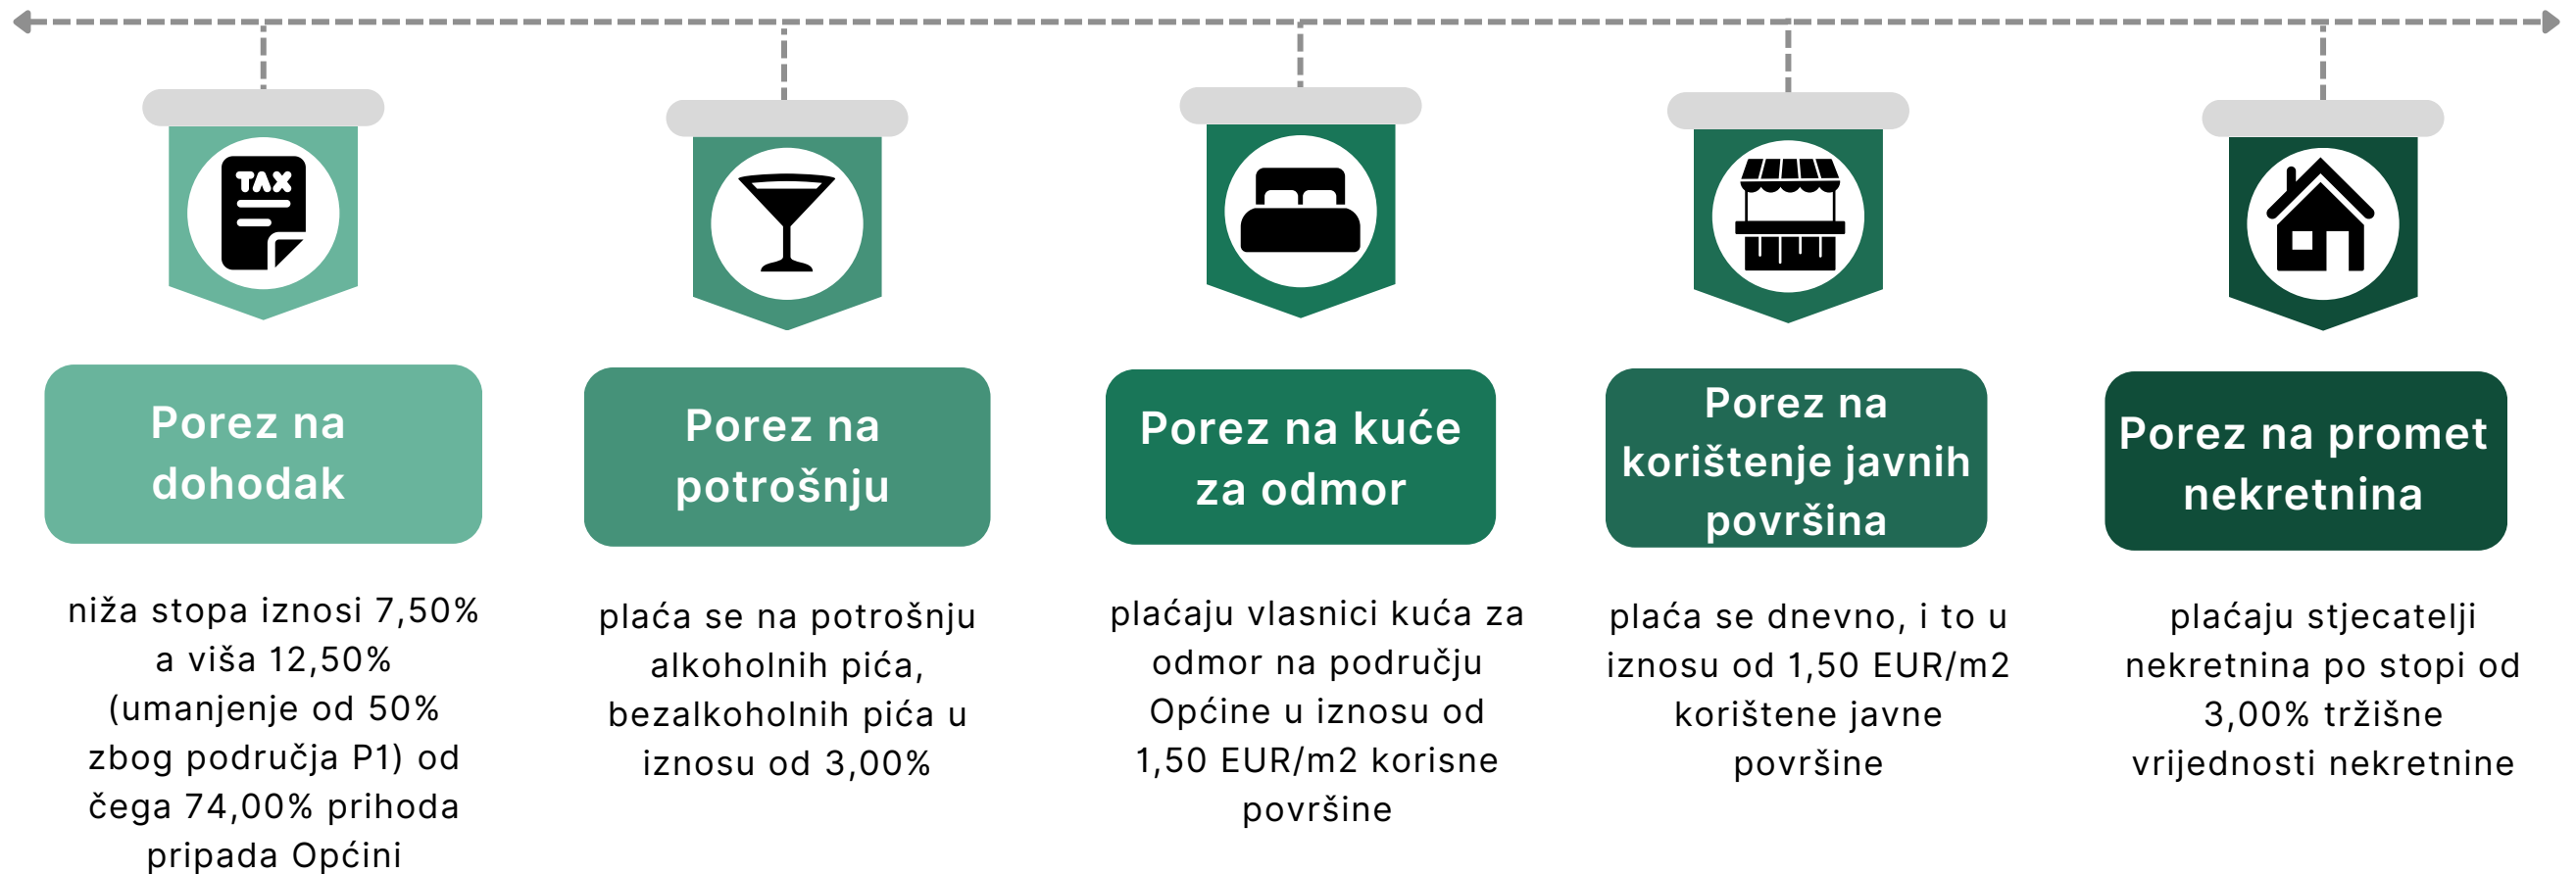 TAX
Porez na
dohodak
niža stopa iznosi 7,50%
a viša 12,50%
(umanjenje od 50%
zbog područja P1) od
čega 74,00% prihoda
pripada Općini
Porez na
potrošnju
plaća se na potrošnju
alkoholnih pića,
bezalkoholnih pića u
iznosu od 3,00%
Porez na kuće
za odmor
plaćaju vlasnici kuća za
odmor na području
Općine u iznosu od
1,50 EUR/m2 korisne
površine
Porez na
korištenje javnih
površina
plaća se dnevno, i to u
iznosu od 1,50 EUR/m2
korištene javne
površine
Porez na promet
nekretnina
plaćaju stjecatelji
nekretnina po stopi od
3,00% tržišne
vrijednosti nekretnine